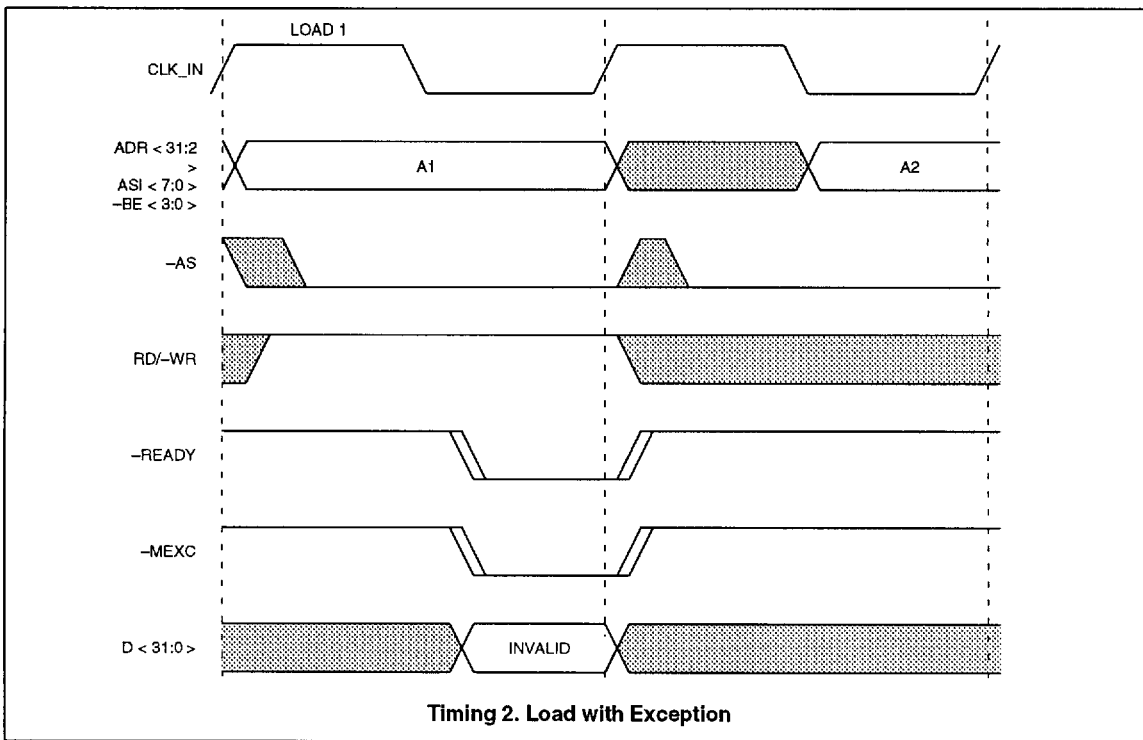 LOAD 1
CLK_IN
ADR < 31:2
>
ASI < 7:0 >
–BE < 3:0 >
A1
A2
–AS
RD/–WR
–READY
–MEXC
D < 31:0 >
INVALID
Timing 2. Load with Exception